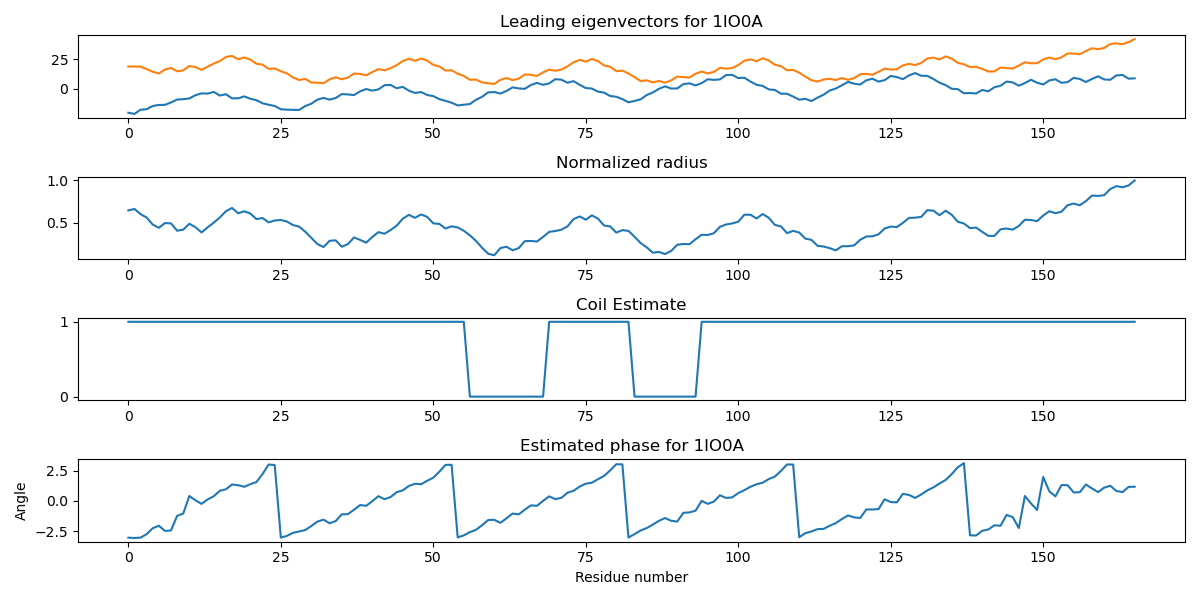 Leading eigenvectors for 1IO0A
25
0
0 25 50 75 100 125 150
Normalized radius
1.0
0.5
0 25 50 75 100 125 150
Coil Estimate
1
0
0 25 50 75 100 125 150
Estimated phase for 1IO0A
2.5
0.0
−2.5
Angle
0 25 50 75 100 125 150
Residue number